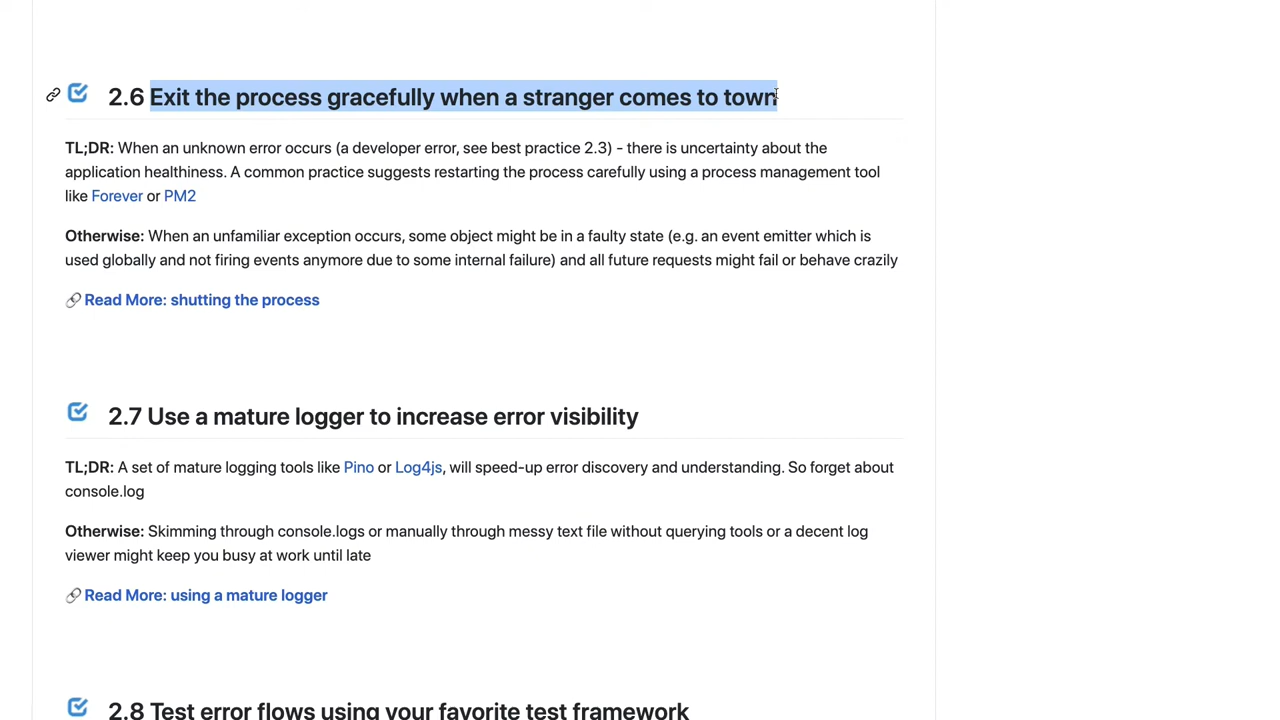 2.6 Exit the process gracefully when a stranger comes to town
TL;DR: When an unknown error occurs (a developer error, see best practice 2.3) - there is uncertainty about the
application healthiness. A common practice suggests restarting the process carefully using a process management tool
like Forever or PM2
Otherwise: When an unfamiliar exception occurs, some object might be in a faulty state (e.g. an event emitter which is
used globally and not firing events anymore due to some internal failure) and all future requests might fail or behave crazily
Read More: shutting the process
2.7 Use a mature logger to increase error visibility
TL;DR: A set of mature logging tools like Pino or Log4js, will speed-up error discovery and understanding. So forget about
console.log
Otherwise: Skimming through console.logs or manually through messy text file without querying tools or a decent log
viewer might keep you busy at work until late
Read More: using a mature logger
2.8 Test error flows using your favorite test framework